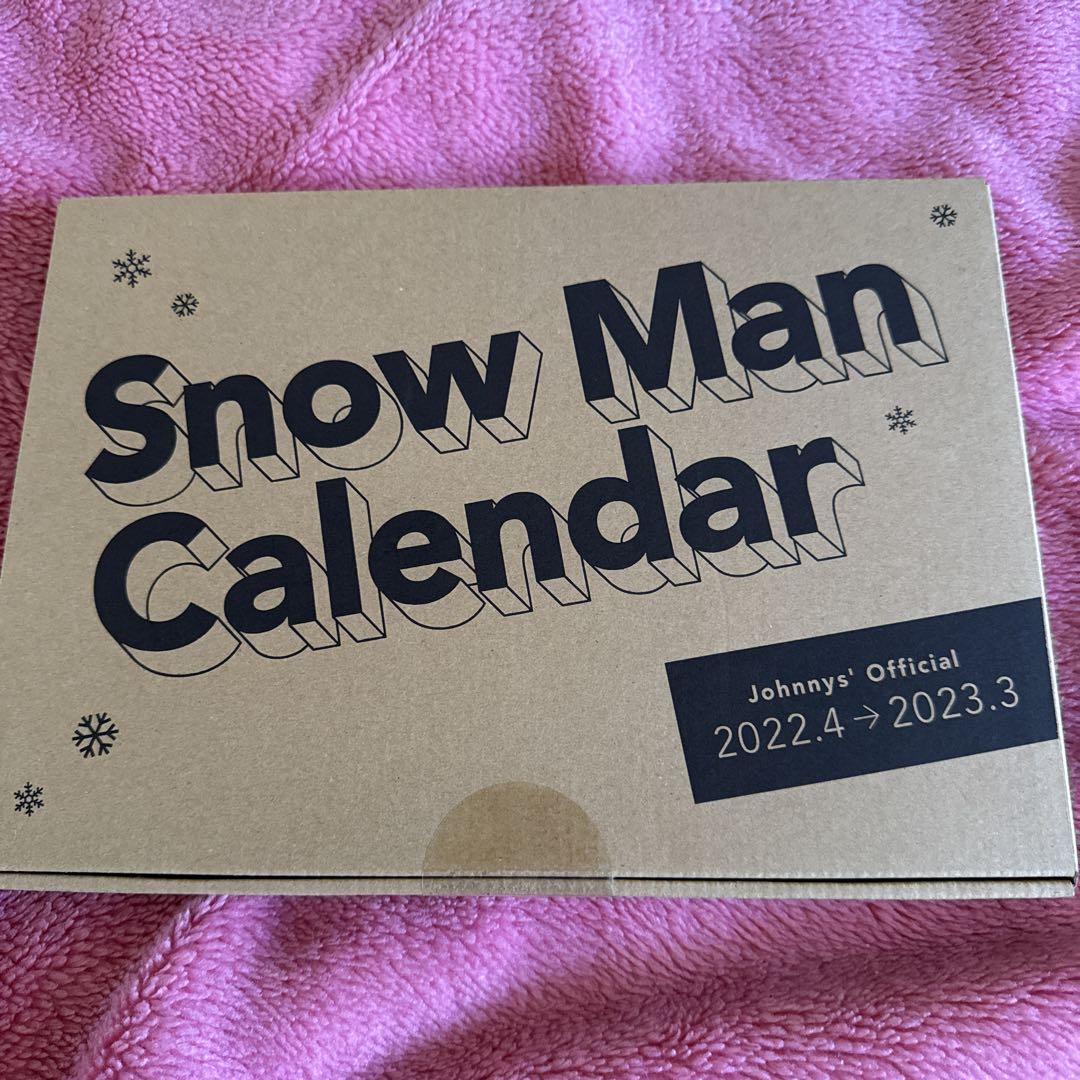 Snow Man
Calendar
Johnnys' Official
2022.4→2023.3